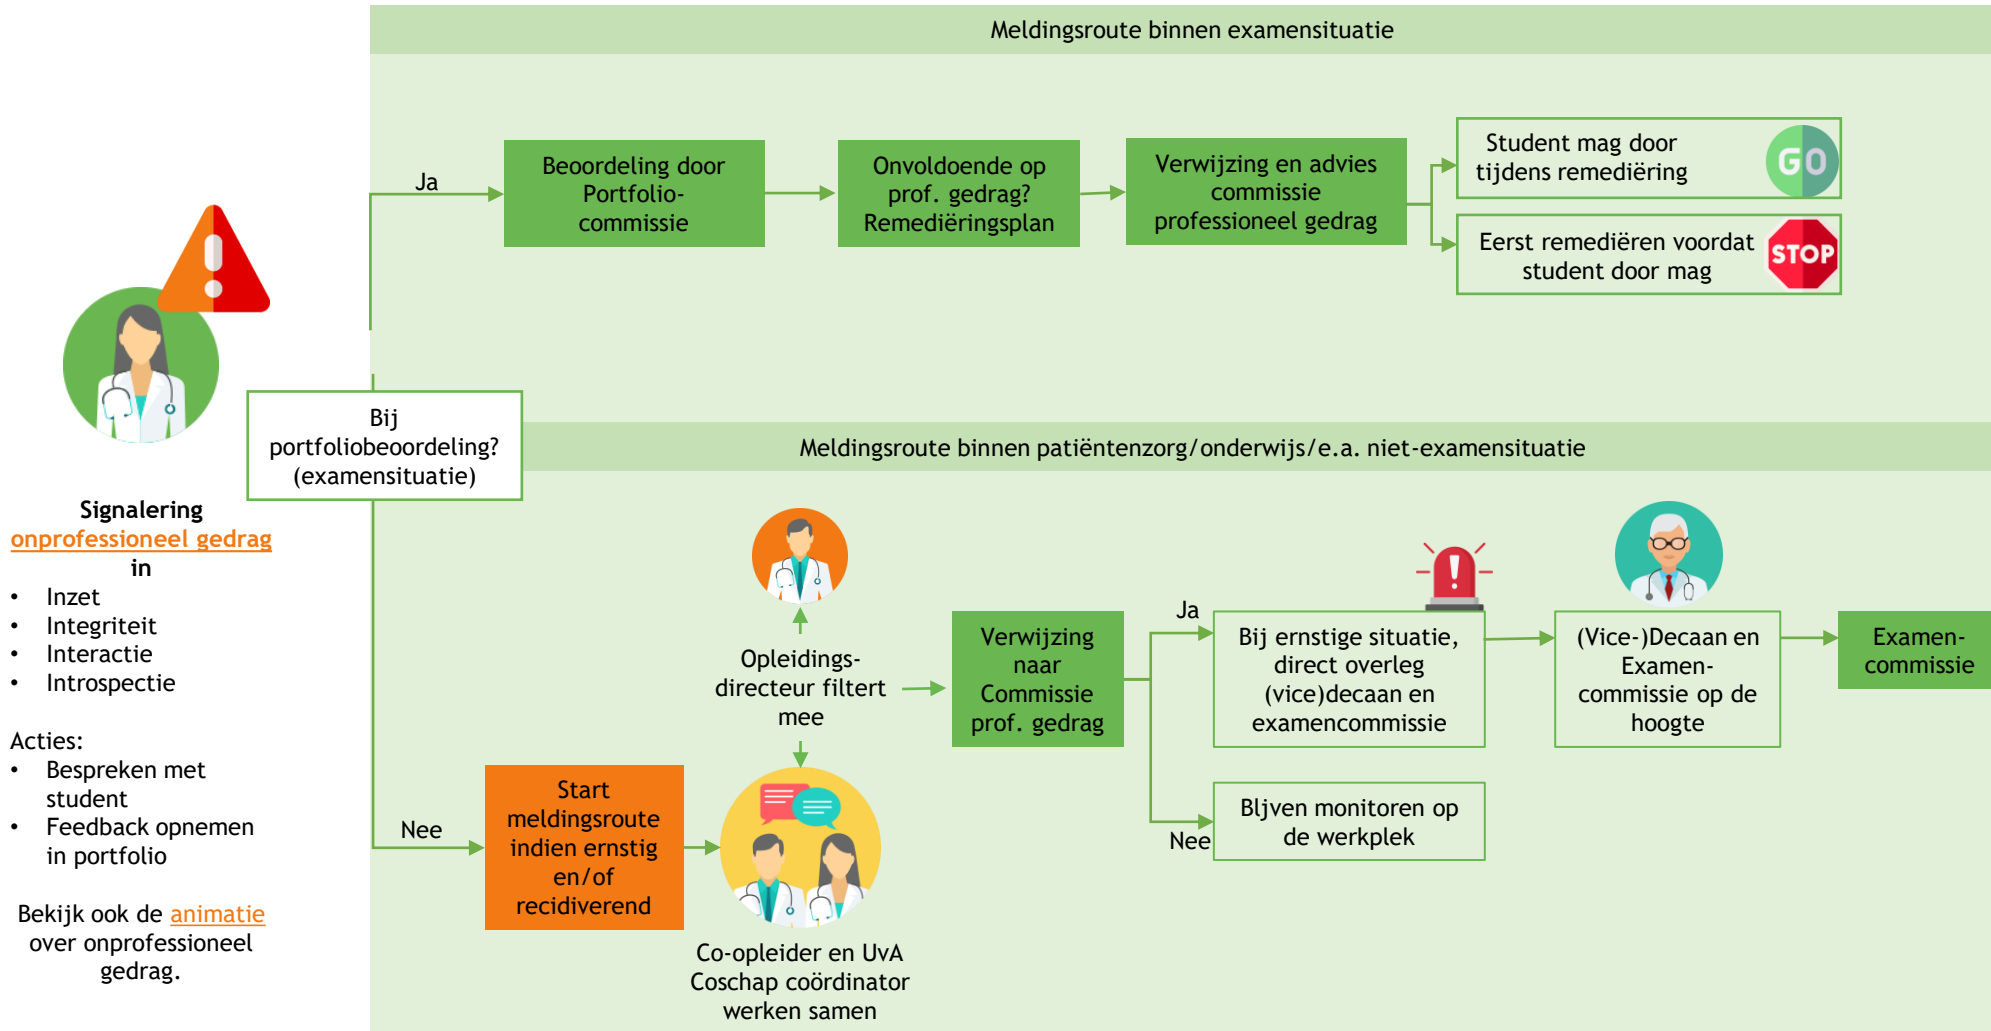 Meldingsroute binnen examensituatie
Ja
Beoordeling door
Portfolio-
commissie
Onvoldoende op
prof. gedrag?
Remediëringsplan
Verwijzing en advies
commissie
professioneel gedrag
Student mag door
tijdens remediëring
GO
Eerst remediëren voordat
student door mag
STOP
Bij
portfoliobeoordeling?
(examensituatie)
Signalering
onprofessioneel gedrag
in
• Inzet
• Integriteit
• Interactie
• Introspectie
Acties:
• Bespreken met
student
• Feedback opnemen
in portfolio
Bekijk ook de animatie
over onprofessioneel
gedrag.
Meldingsroute binnen patiëntenzorg/onderwijs/e.a. niet-examensituatie
Nee
Start
meldingsroute
indien ernstig
en/of
recidiverend
Opleidings-
directeur filtert
mee
Co-opleider en UvA
Coschap coördinator
werken samen
Verwijzing
naar
Commissie
prof. gedrag
Ja
Bij ernstige situatie,
direct overleg
(vice)decaan en
examencommissie
(Vice-)Decaan en
Examen-
commissie op de
hoogte
Examen-
commissie
Nee
Bljven monitoren op
de werkplek